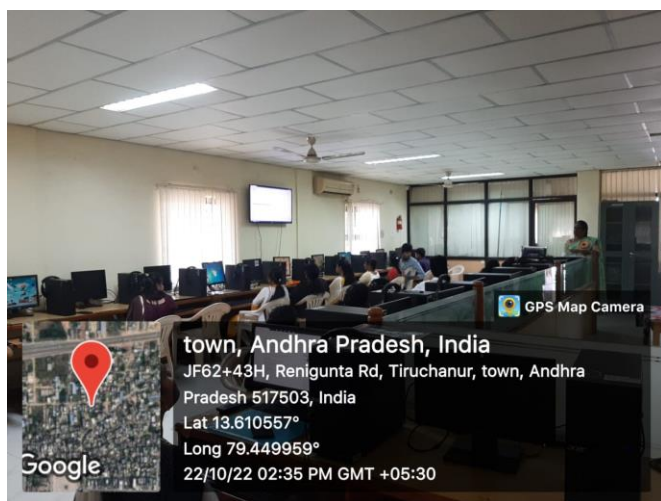 GPS Map Camera
town, Andhra Pradesh, India
JF62+43H, Renigunta Rd, Tiruchanur, town, Andhra
Pradesh 517503, India
Lat 13.610557°
Long 79.449959°
22/10/22 02:35 PM GMT +05:30
Google